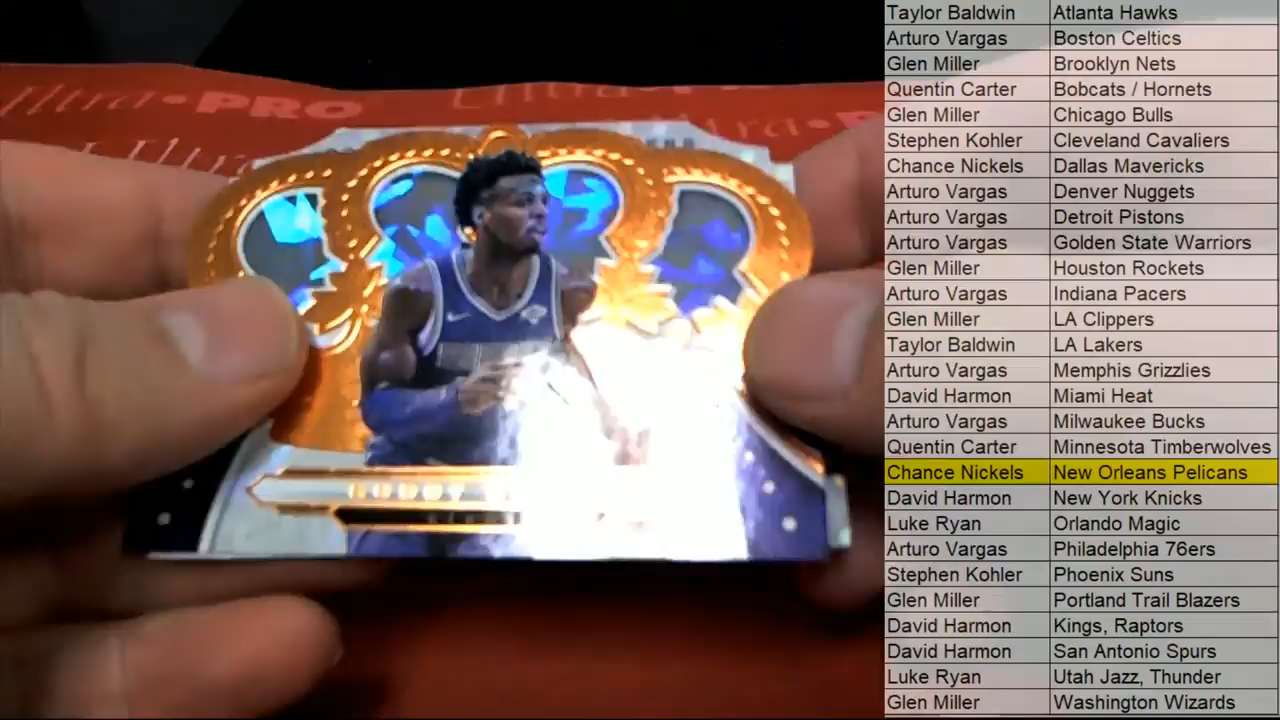 Ultra•PRO
Ultra
Taylor Baldwin Atlanta Hawks
Arturo Vargas Boston Celtics
Glen Miller Brooklyn Nets
Quentin Carter Bobcats / Hornets
Glen Miller Chicago Bulls
Stephen Kohler Cleveland Cavaliers
Chance Nickels Dallas Mavericks
Arturo Vargas Denver Nuggets
Arturo Vargas Detroit Pistons
Arturo Vargas Golden State Warriors
Glen Miller Houston Rockets
Arturo Vargas Indiana Pacers
Glen Miller LA Clippers
Taylor Baldwin LA Lakers
Arturo Vargas Memphis Grizzlies
David Harmon Miami Heat
Arturo Vargas Milwaukee Bucks
Quentin Carter Minnesota Timberwolves
Chance Nickels New Orleans Pelicans
David Harmon New York Knicks
Luke Ryan Orlando Magic
Arturo Vargas Philadelphia 76ers
Stephen Kohler Phoenix Suns
Glen Miller Portland Trail Blazers
David Harmon Kings, Raptors
David Harmon San Antonio Spurs
Luke Ryan Utah Jazz, Thunder
Glen Miller Washington Wizards